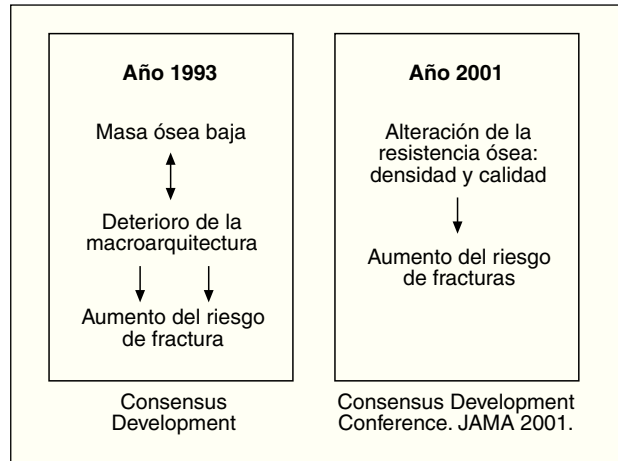 Año 1993
Masa ósea baja
Deterioro de la
macroarquitectura
Aumento del riesgo
de fractura
Consensus
Development
Año 2001
Alteración de la
resistencia ósea:
densidad y calidad
Aumento del riesgo
de fracturas
Consensus Development
Conference. JAMA 2001.